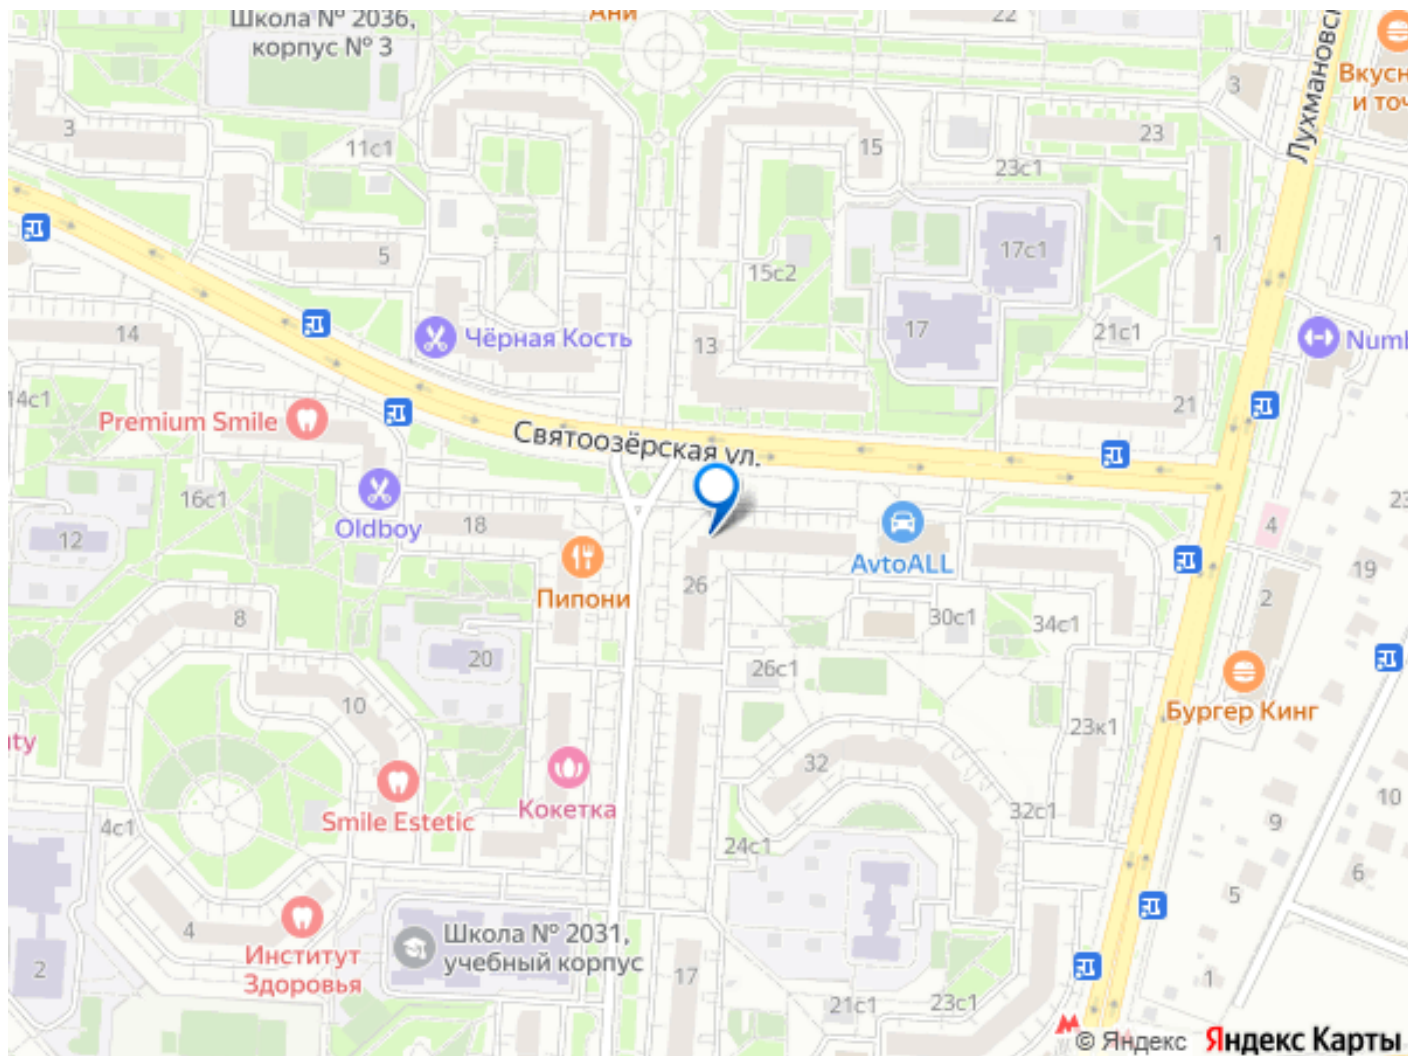 Школа № 2036,
корпус № 3
Ани
22
Лухмановс
3
Вкусн
и точ
3
11с1
15
23
23с1
5
1
17с1
15с2
14
Чёрная Кость
13
17
21с1
Numb
14с1
Premium Smile
21
Святоозёрская ул.
16с1
Oldboy
18
12
AvtoALL
4
23
19
Пипони
26
2
8
30с1
34с1
20
26с1
10
Бургер Кинг
23к1
nty
32
Кокетка
Smile Estetic
4с1
32с1
10
9
24с1
6
5
4
Школа № 2031,
учебный корпус
Институт
Здоровья
2
17
1
21с1
23с1
© Яндекс Яндекс Карты